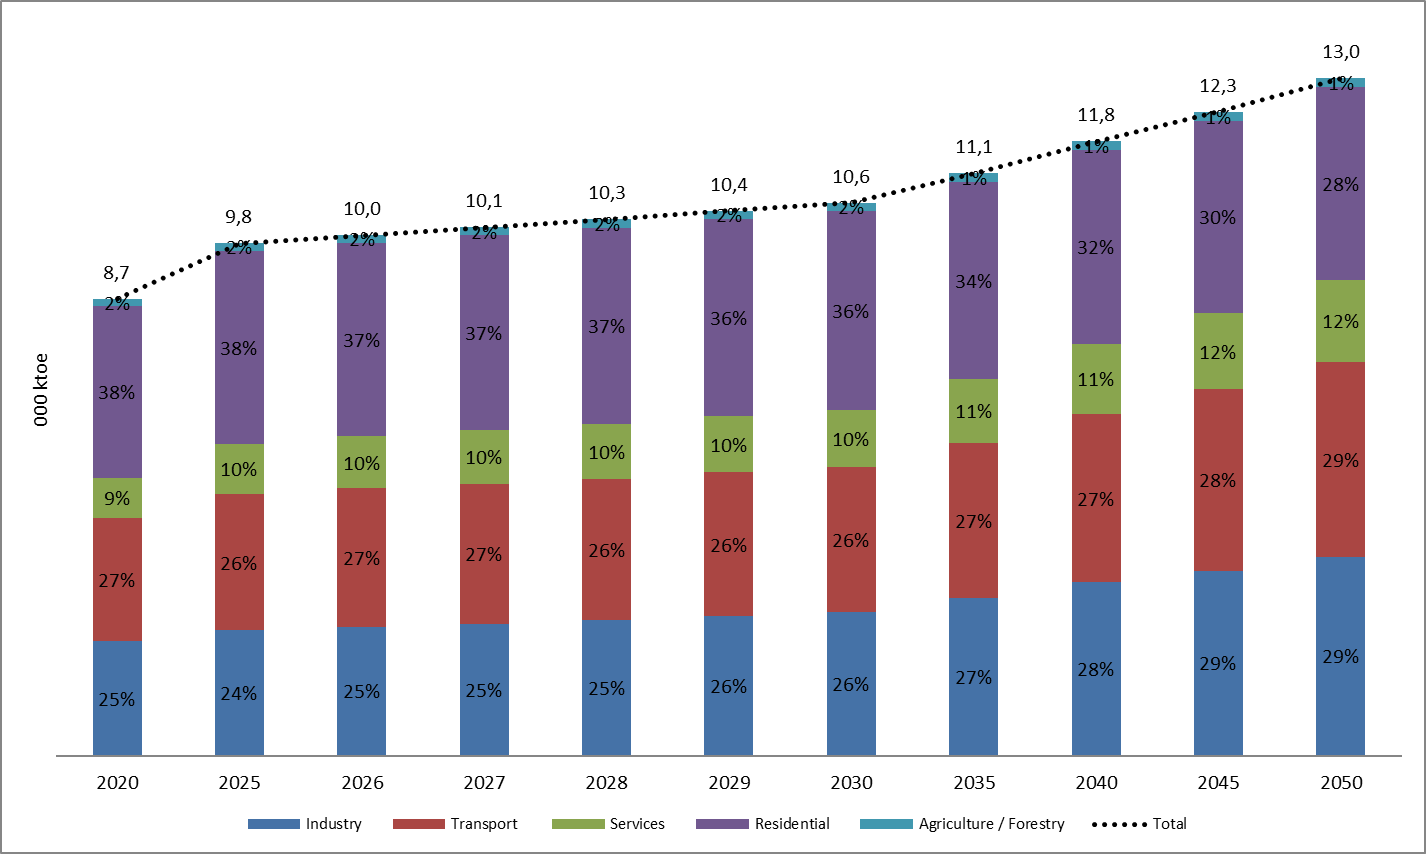 13,0
12,3
11,8
11,1
10,6
10,4
10,3
10,1
10,0
9,8
8,7
000 ktoe
2% 2% 2% 2% 2% 2% 2% 1% 1% 1% 1%
38% 38% 37% 37% 37% 36% 36% 34% 32% 30% 28%
9% 10% 10% 10% 10% 10% 10% 11% 11% 12% 12%
27% 26% 27% 27% 26% 26% 26% 27% 27% 28% 29%
25% 24% 25% 25% 25% 26% 26% 27% 28% 29% 29%
2020 2025 2026 2027 2028 2029 2030 2035 2040 2045 2050
Industry Transport Services Residential Agriculture / Forestry Total